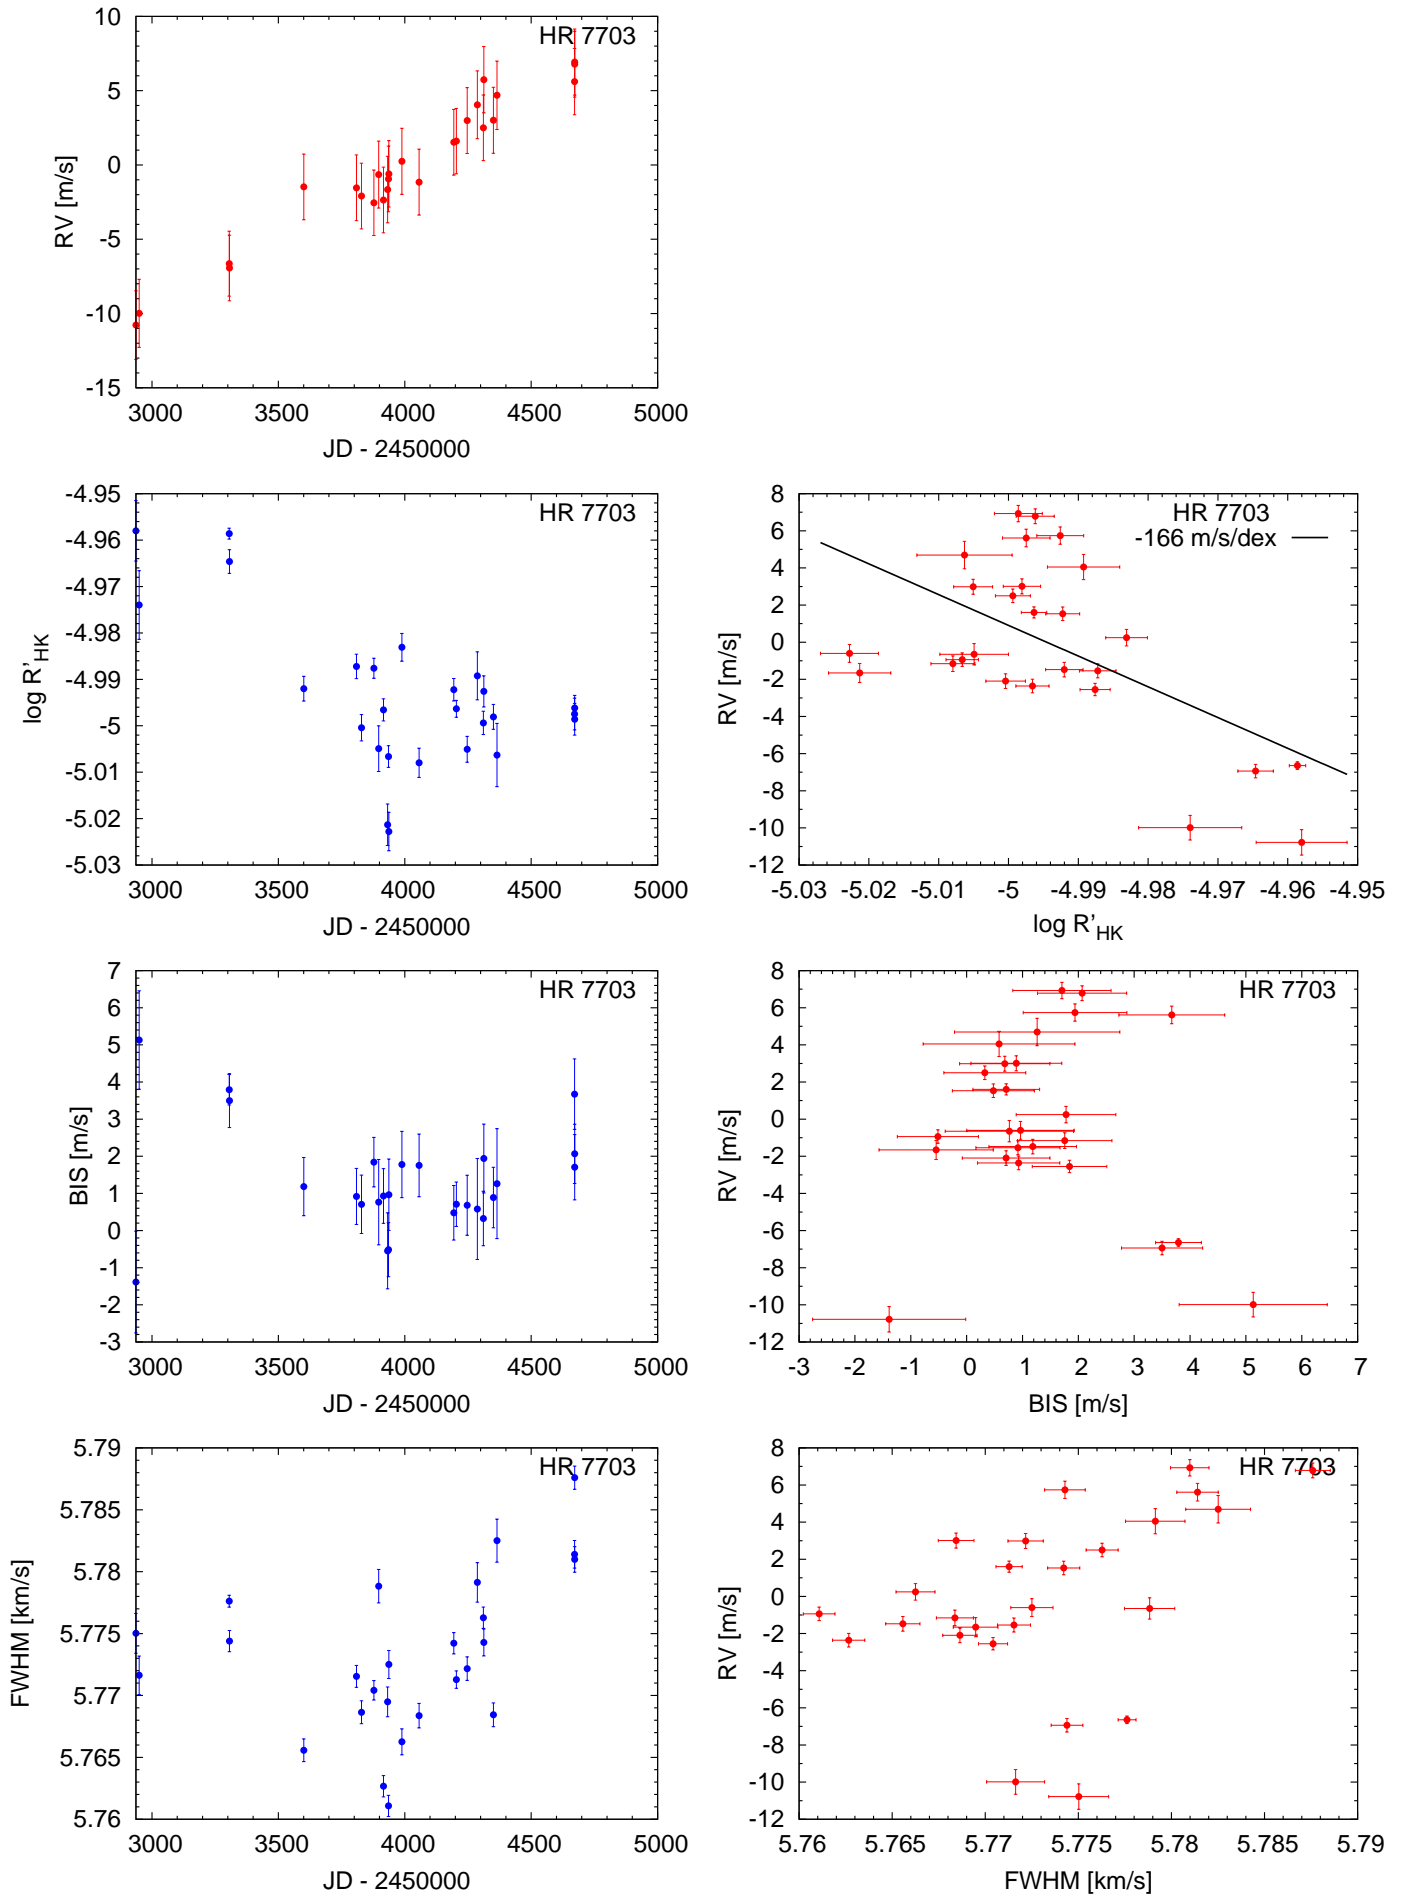 10
5
0
-5
-10
-15
RV [m/s]
HR 7703
3000 3500 4000 4500 5000
JD - 2450000
-4.95
-4.96
-4.97
-4.98
-4.99
-5
-5.01
-5.02
-5.03
log R’HK
HR 7703
3000 3500 4000 4500 5000
JD - 2450000
8
6
4
2
0
-2
-4
-6
-8
-10
-12
RV [m/s]
HR 7703
-166 m/s/dex
-5.03 -5.02 -5.01 -5 -4.99 -4.98 -4.97 -4.96 -4.95
log R’HK
7
6
5
4
3
2
1
0
-1
-2
-3
BIS [m/s]
HR 7703
3000 3500 4000 4500 5000
JD - 2450000
8
6
4
2
0
-2
-4
-6
-8
-10
-12
RV [m/s]
HR 7703
-3 -2 -1 0 1 2 3 4 5 6 7
BIS [m/s]
5.79
5.785
5.78
5.775
5.77
5.765
5.76
FWHM [km/s]
HR 7703
3000 3500 4000 4500 5000
JD - 2450000
8
6
4
2
0
-2
-4
-6
-8
-10
-12
RV [m/s]
HR 7703
5.76 5.765 5.77 5.775 5.78 5.785 5.79
FWHM [km/s]